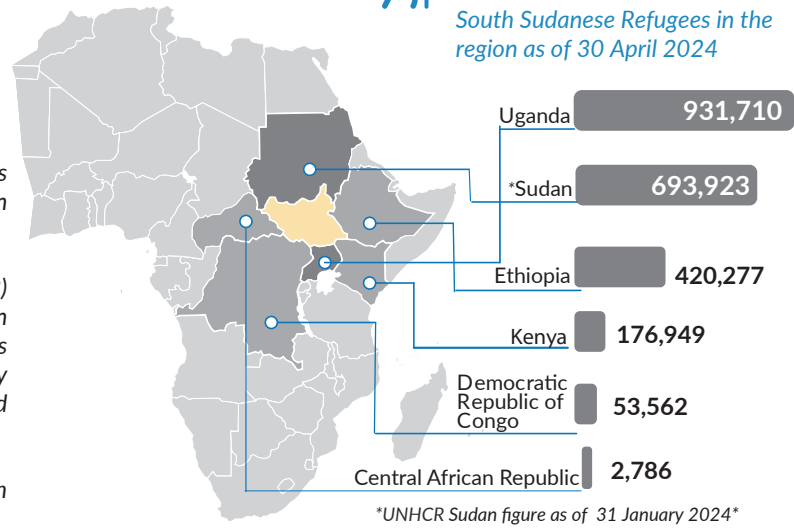 South Sudanese Refugees in the
region as of 30 April 2024
Uganda 931,710
*Sudan 693,923
Ethiopia 420,277
Kenya 176,949
Democratic
Republic of
Congo
53,562
Central African Republic 2,786
*UNHCR Sudan figure as of 31 January 2024*